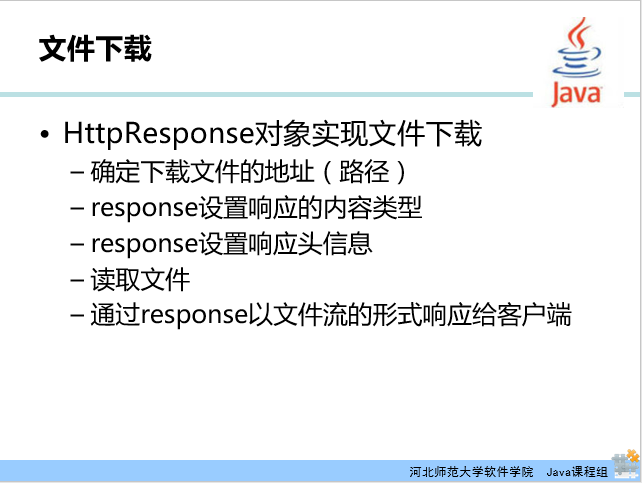 文件下载
Java
• HttpResponse对象实现文件下载
– 确定下载文件的地址（路径）
– response设置响应的内容类型
– response设置响应头信息
– 读取文件
– 通过response以文件流的形式响应给客户端
河北师范大学软件学院 Java课程组